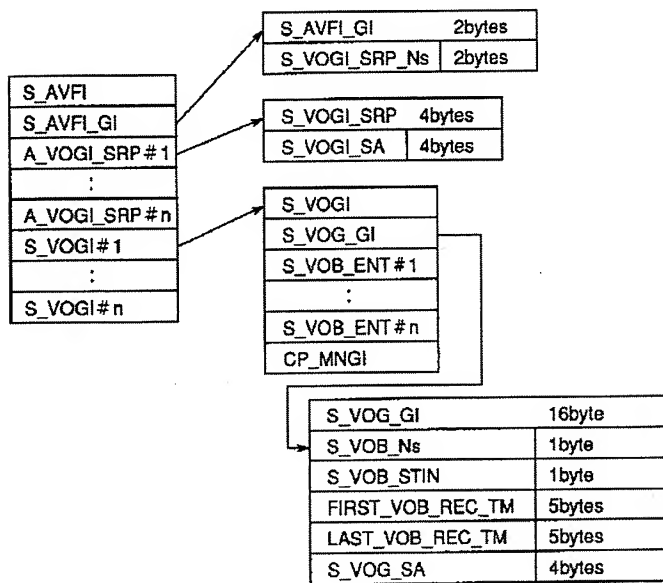 S_AVFI
S_AVFI_GI
A_VOGI_SRP#1
:
A_VOGI_SRP#n
S_VOGI#1
:
S_VOGI#n
S_AVFI_GI 2bytes
S_VOGI_SRP_Ns 2bytes
S_VOGI_SRP 4bytes
S_VOGI_SA 4bytes
S_VOGI
S_VOG_GI
S_VOB_ENT#1
:
S_VOB_ENT#n
CP_MNGI
S_VOG_GI 16byte
S_VOB_Ns 1byte
S_VOB_STIN 1byte
FIRST_VOB_REC_TM 5bytes
LAST_VOB_REC_TM 5bytes
S_VOG_SA 4bytes